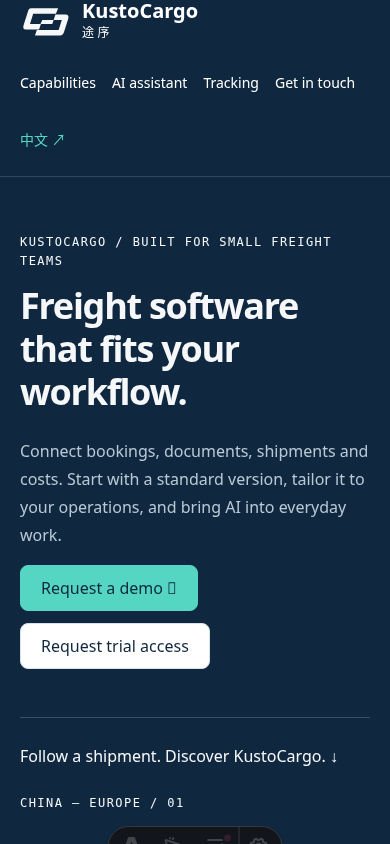 KustoCargo
途序
Capabilities AI assistant Tracking Get in touch
中文 ↗
KUSTOCARGO / BUILT FOR SMALL FREIGHT
TEAMS
Freight software
that fits your
workflow.
Connect bookings, documents, shipments and
costs. Start with a standard version, tailor it to
your operations, and bring AI into everyday
work.
Request a demo
Request trial access
Follow a shipment. Discover KustoCargo. ↓
CHINA — EUROPE / 01